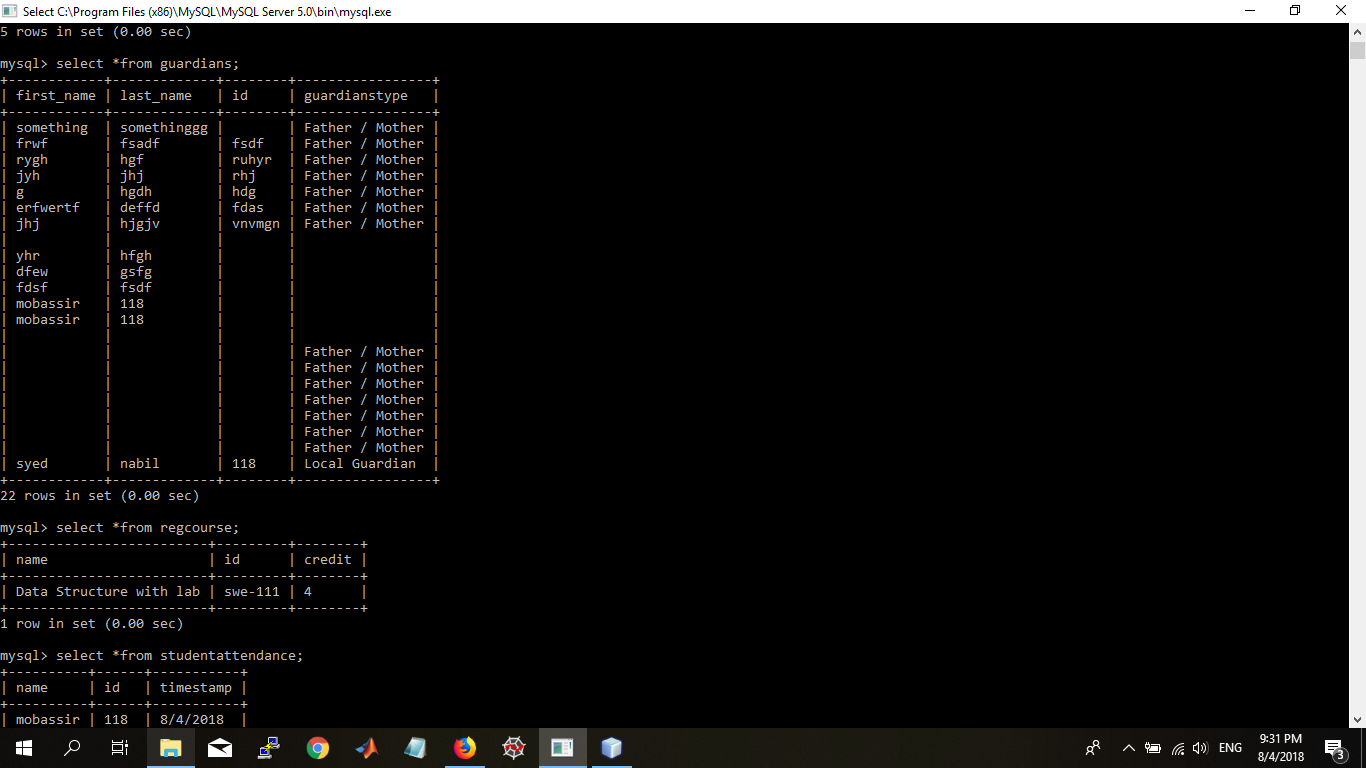 Select C:\Program Files (x86)\MySQL\MySQL Server 5.0\bin\mysql.exe
5 rows in set (0.00 sec)
mysql> select *from guardians;
+------------+-------------+--------+-----------------+
| first_name | last_name   | id     | guardianstype   |
+------------+-------------+--------+-----------------+
| something  | somethinggg |        | Father / Mother |
| frwf       | fsadf       | fsdf   | Father / Mother |
| rygh       | hgf         | ruhyr  | Father / Mother |
| jyh        | jhj         | rhj    | Father / Mother |
| g          | hgdh        | hdg    | Father / Mother |
| erfwertf   | deffd       | fdas   | Father / Mother |
| jhj        | hjgjv       | vnvmgn | Father / Mother |
|            |             |        |                 |
| yhr        | hfgh        |        |                 |
| dfew       | gsfg        |        |                 |
| fdsf       | fsdf        |        |                 |
| mobassir   | 118         |        |                 |
| mobassir   | 118         |        |                 |
|            |             |        |                 |
|            |             |        | Father / Mother |
|            |             |        | Father / Mother |
|            |             |        | Father / Mother |
|            |             |        | Father / Mother |
|            |             |        | Father / Mother |
|            |             |        | Father / Mother |
|            |             |        | Father / Mother |
| syed       | nabil       | 118    | Local Guardian  |
+------------+-------------+--------+-----------------+
22 rows in set (0.00 sec)
mysql> select *from regcourse;
+-------------------------+---------+--------+
| name                    | id      | credit |
+-------------------------+---------+--------+
| Data Structure with lab | swe-111 | 4      |
+-------------------------+---------+--------+
1 row in set (0.00 sec)
mysql> select *from studentattendance;
+----------+------+-----------+
| name     | id   | timestamp |
+----------+------+-----------+
| mobassir | 118  | 8/4/2018  |
ENG
9:31 PM
8/4/2018
3